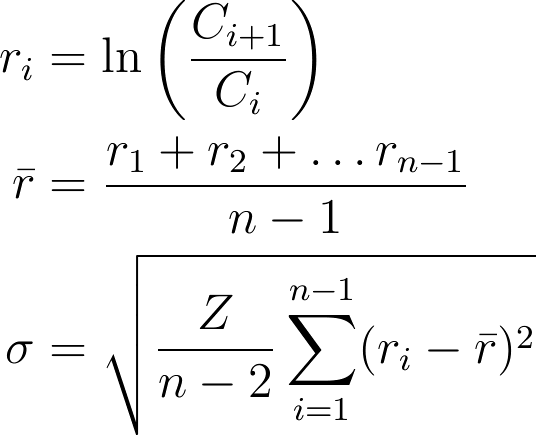 r_i = \ln\left(\frac{C_{i+1}}{C_i}\right)
\bar{r} = \frac{r_1 + r_2 + \ldots r_{n-1}}{n-1}
\sigma = \sqrt{\frac{Z}{n-2}\sum_{i=1}^{n-1}(r_i - \bar{r})^2}